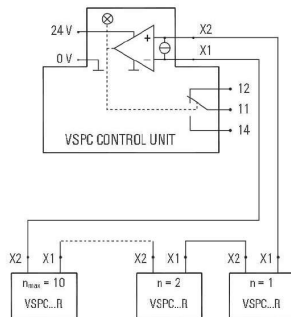 X2
24 V
+
X1
0 V
−
12
11
14
VSPC CONTROL UNIT
X2 X1 X2 X1 X2 X1
nmax = 10 n = 2 n = 1
VSPC...R VSPC...R VSPC...R